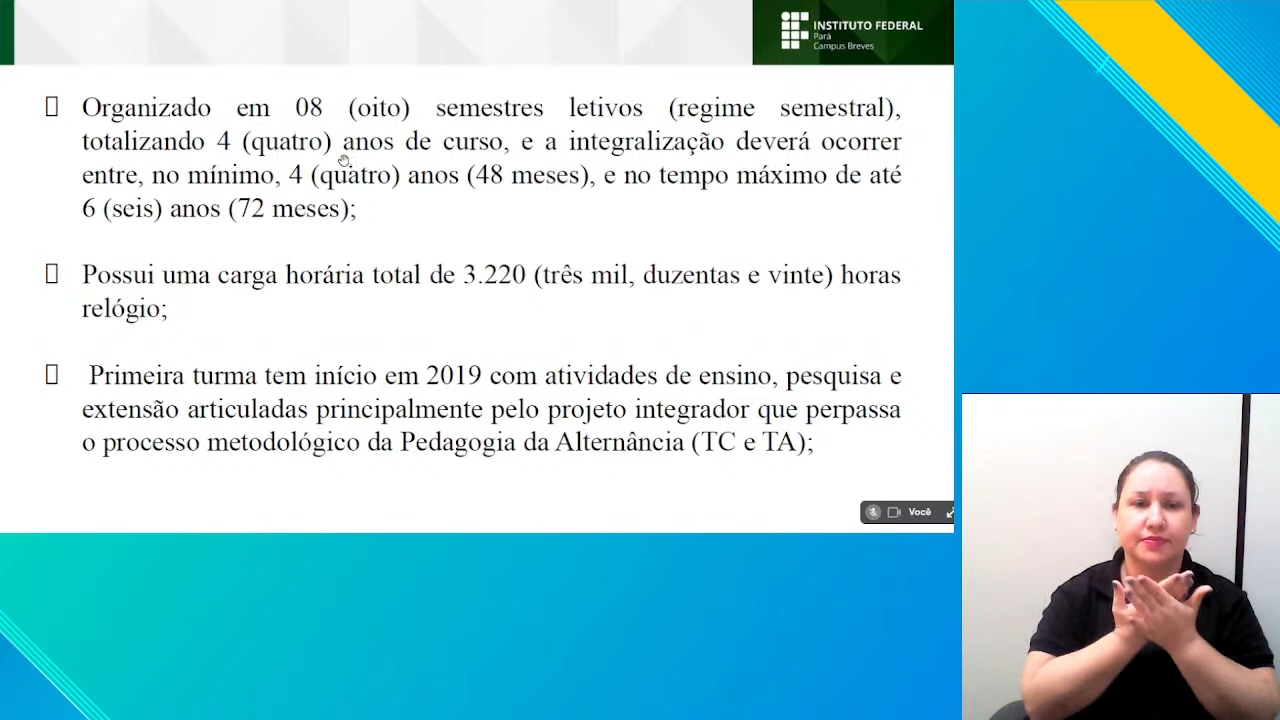 INSTITUTO FEDERAL
Pará
Campus Breves
Organizado em 08 (oito) semestres letivos (regime semestral),
totalizando 4 (quatro) anos de curso, e a integralização deverá ocorrer
entre, no mínimo, 4 (quatro) anos (48 meses), e no tempo máximo de até
6 (seis) anos (72 meses);
Possui uma carga horária total de 3.220 (três mil, duzentas e vinte) horas
relógio;
Primeira turma tem início em 2019 com atividades de ensino, pesquisa e
extensão articuladas principalmente pelo projeto integrador que perpassa
o processo metodológico da Pedagogia da Alternância (TC e TA);
Você